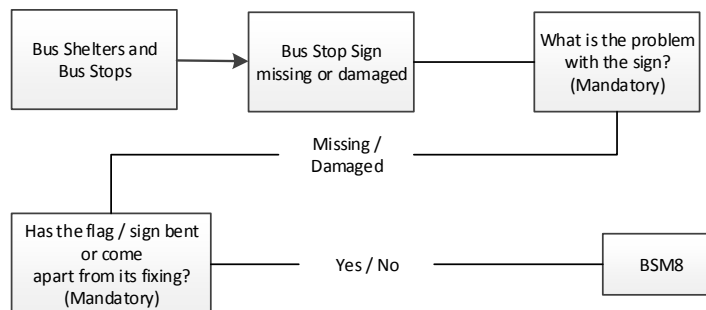 Bus Shelters and
Bus Stops
Bus Stop Sign
missing or damaged
What is the problem
with the sign?
(Mandatory)
Missing /
Damaged
Has the flag / sign bent
or come
apart from its fixing?
(Mandatory)
Yes / No
BSM8